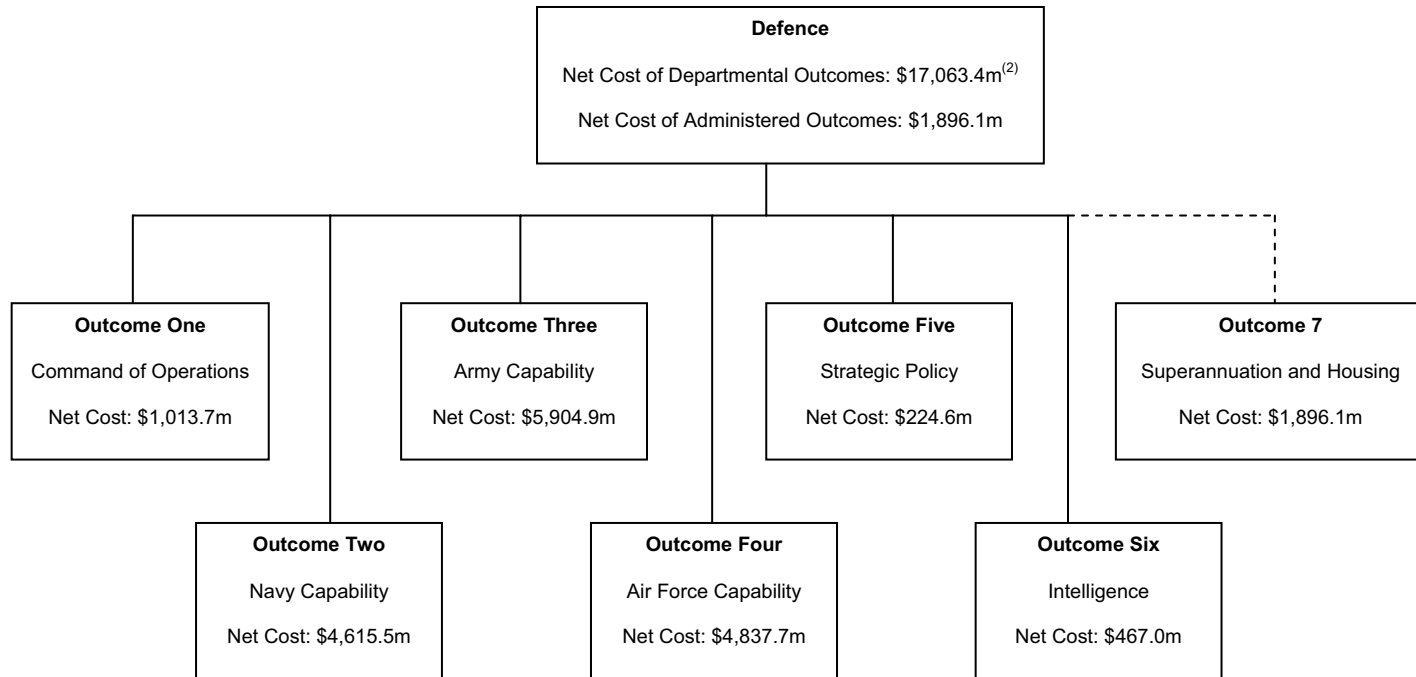 Defence
Net Cost of Departmental Outcomes: $17,063.4m(2)
Net Cost of Administered Outcomes: $1,896.1m
Outcome One
Command of Operations
Net Cost: $1,013.7m
Outcome Three
Army Capability
Net Cost: $5,904.9m
Outcome Five
Strategic Policy
Net Cost: $224.6m
Outcome 7
Superannuation and Housing
Net Cost: $1,896.1m
Outcome Two
Navy Capability
Net Cost: $4,615.5m
Outcome Four
Air Force Capability
Net Cost: $4,837.7m
Outcome Six
Intelligence
Net Cost: $467.0m